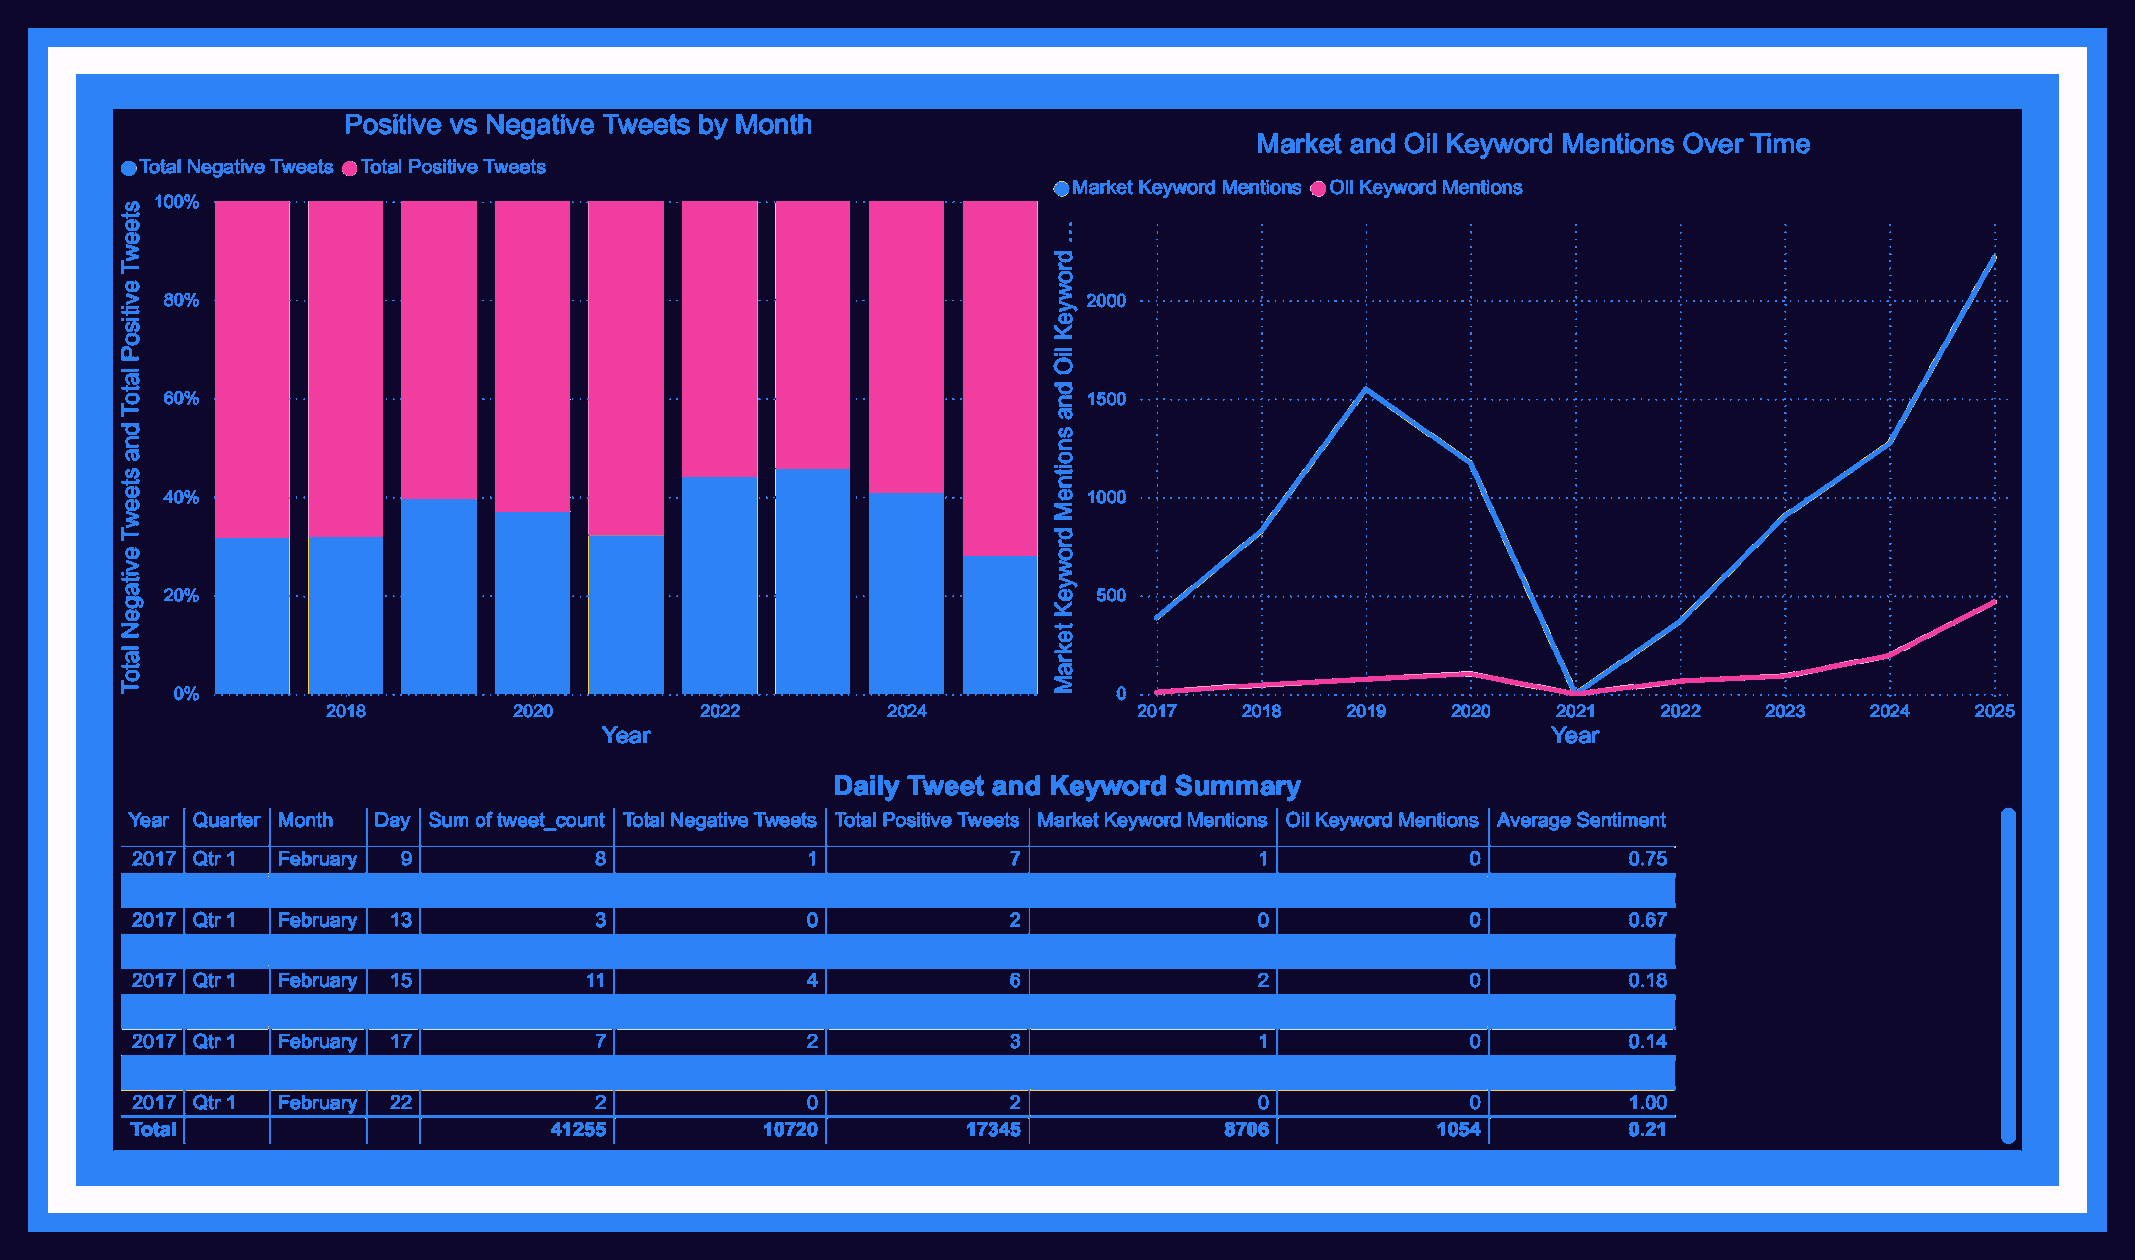 Positive vs Negative Tweets by Month
Total Negative Tweets Total Positive Tweets
Total Negative Tweets and Total Positive Tweets
100%
80%
60%
40%
20%
0%
2018 2020 2022 2024
Year
Market and Oil Keyword Mentions Over Time
Market Keyword Mentions Oil Keyword Mentions
Market Keyword Mentions and Oil Keyword ...
2000
1500
1000
500
0
2017 2018 2019 2020 2021 2022 2023 2024 2025
Year
Daily Tweet and Keyword Summary
Year Quarter Month Day Sum of tweet_count Total Negative Tweets Total Positive Tweets Market Keyword Mentions Oil Keyword Mentions Average Sentiment
2017 Qtr 1 February 9 8 1 7 1 0 0.75
2017 Qtr 1 February 13 3 0 2 0 0 0.67
2017 Qtr 1 February 15 11 4 6 2 0 0.18
2017 Qtr 1 February 17 7 2 3 1 0 0.14
2017 Qtr 1 February 22 2 0 2 0 0 1.00
Total 41255 10720 17345 8706 1054 0.21